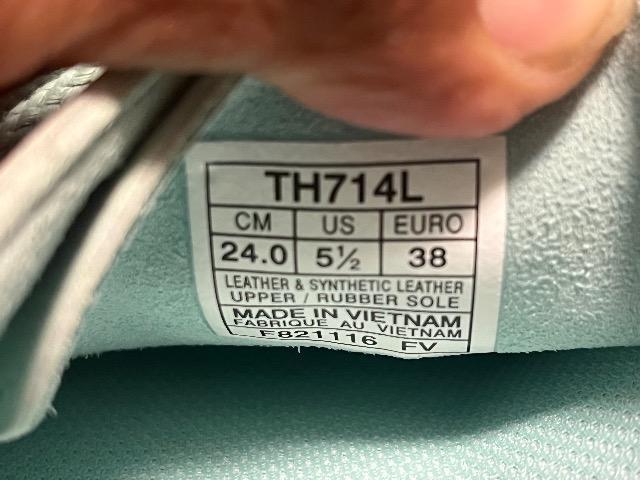 TH714L
CM US EURO
24.0 5½ 38
LEATHER & SYNTHETIC LEATHER
UPPER / RUBBER SOLE
MADE IN VIETNAM
FABRIQUE AU VIETNAM
F821116 FV